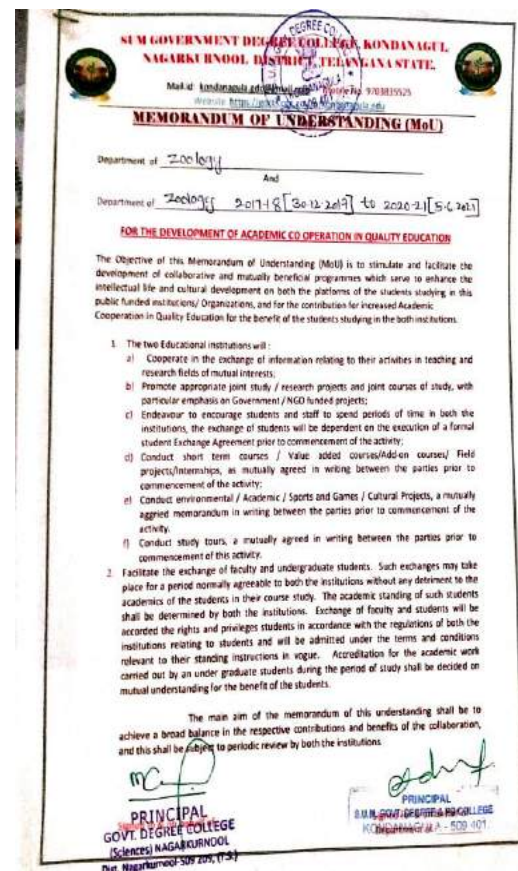 SUM GOVERNMENT DEGREE COLLEGE, KONDANAGUL
NAGARKURNOOL DISTRICT, TELANGANA STATE.
Mail.id: Phone No. 9703835525
Website:
MEMORANDUM OF UNDERSTANDING (MoU)
Department of Zoology
And
Department of Zoology 2017-18 [30-12-2017] to 2020-21 [5-6-2021]
FOR THE DEVELOPMENT OF ACADEMIC CO OPERATION IN QUALITY EDUCATION
The Objective of this Memorandum of Understanding (MoU) is to stimulate and facilitate the
development of collaborative and mutually beneficial programmes which serve to enhance the
intellectual life and cultural development on both the platforms of the students studying in this
public funded institutions/ Organizations, and for the contribution for increased Academic
Cooperation in Quality Education for the benefit of the students studying in the both institutions.
1. The two Educational institutions will :
a) Cooperate in the exchange of information relating to their activities in teaching and
research fields of mutual interests;
b) Promote appropriate joint study / research projects and joint courses of study, with
particular emphasis on Government / NGO funded projects;
c) Endeavour to encourage students and staff to spend periods of time in both the
institutions, the exchange of students will be dependent on the execution of a formal
student Exchange Agreement prior to commencement of the activity;
d) Conduct short term courses / Value added courses/Add-on courses/ Field
projects/Internships, as mutually agreed in writing between the parties prior to
commencement of the activity;
e) Conduct environmental / Academic / Sports and Games / Cultural Projects, a mutually
aggried memorandum in writing between the parties prior to commencement of the
activity.
f) Conduct study tours, a mutually agreed in writing between the parties prior to
commencement of this activity.
2. Facilitate the exchange of faculty and undergraduate students. Such exchanges may take
place for a period normally agreeable to both the institutions without any detriment to the
academics of the students in their course study. The academic standing of such students
shall be determined by both the institutions. Exchange of faculty and students will be
accorded the rights and privileges students in accordance with the regulations of both the
institutions relating to students and will be admitted under the terms and conditions
relevant to their standing instructions in vogue. Accreditation for the academic work
carried out by an under graduate students during the period of study shall be decided on
mutual understanding for the benefit of the students.
The main aim of the memorandum of this understanding shall be to
achieve a broad balance in the respective contributions and benefits of the collaboration,
and this shall be subject to periodic review by both the institutions
PRINCIPAL
GOVT. DEGREE COLLEGE
(Sciences) NAGARKURNOOL
Dist. Nagarkurnool-509 209, (T.S.)
PRINCIPAL
S.U.M. GOVT. DEGREE & PG COLLEGE
KONDANAGULA - 509 401.